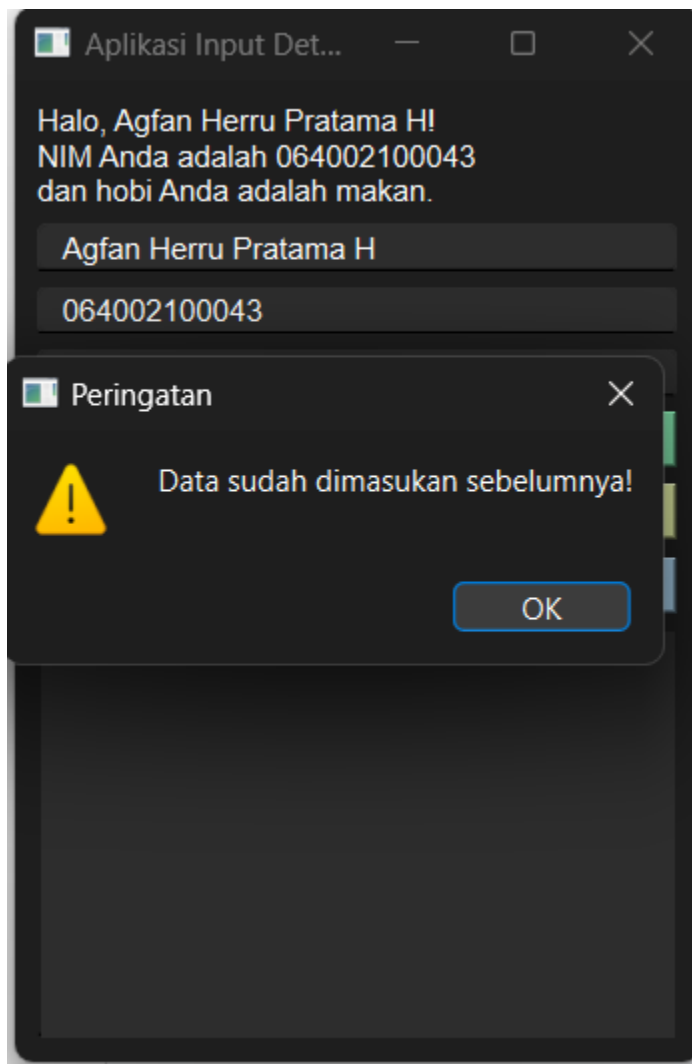 Aplikasi Input Det...
Halo, Agfan Herru Pratama H!
NIM Anda adalah 064002100043
dan hobi Anda adalah makan.
Agfan Herru Pratama H
064002100043
Peringatan
Data sudah dimasukan sebelumnya!
OK